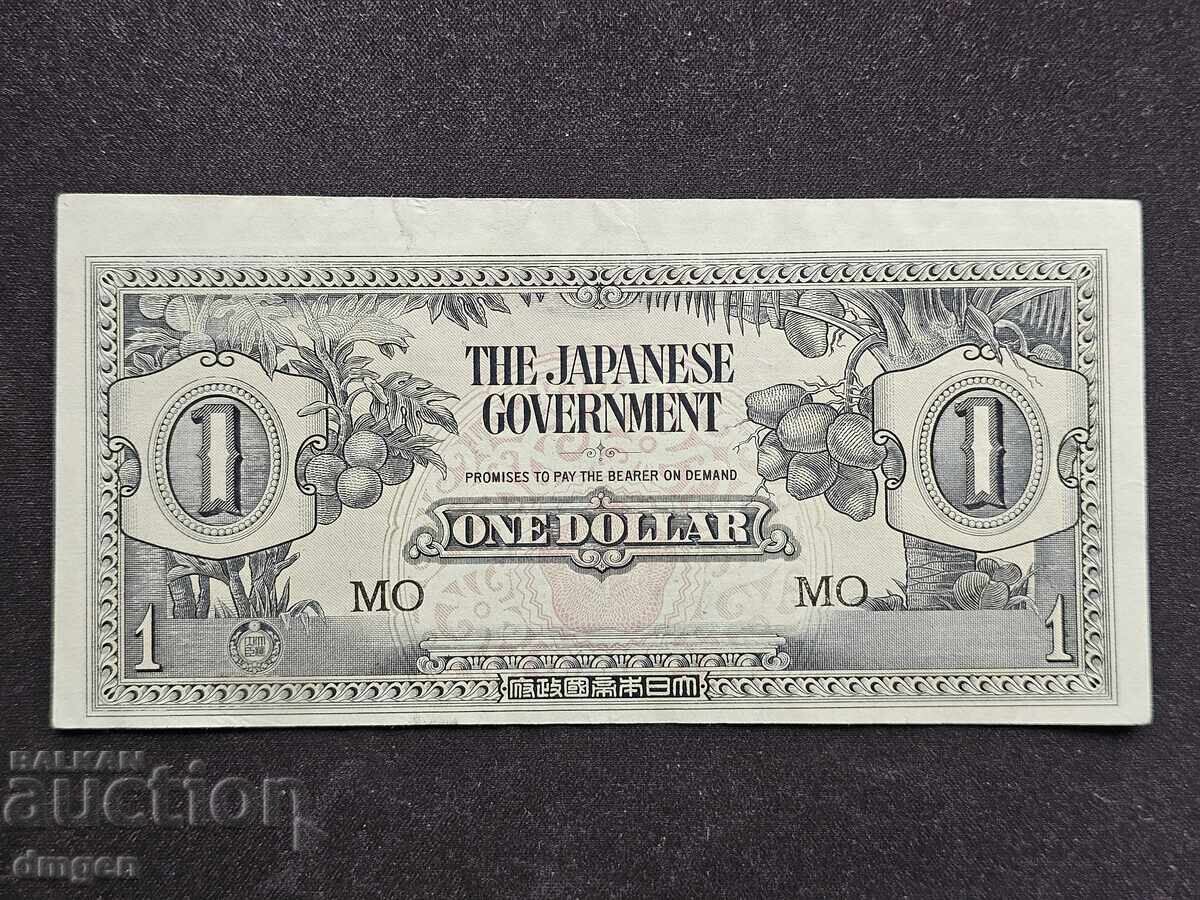 THE JAPANESE
GOVERNMENT
PROMISES TO PAY THE BEARER ON DEMAND
1
1
ONE DOLLAR
MO
MO
1
1
府政國帝本日大
BALKAN
auction
dmgen